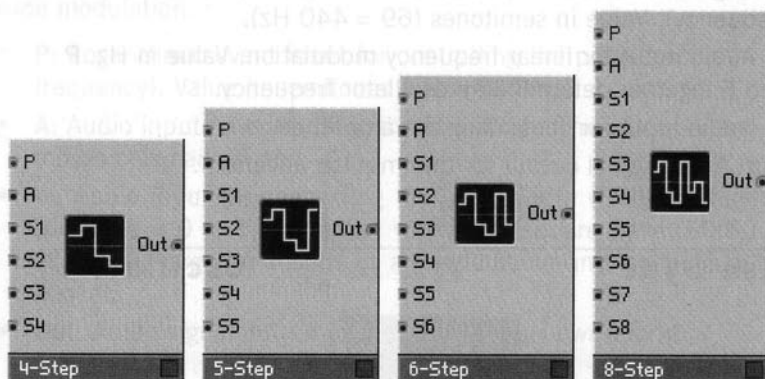 P
A
S1
S2
S3
S4
Out
4-Step
P
A
S1
S2
S3
S4
S5
Out
5-Step
P
A
S1
S2
S3
S4
S5
S6
Out
6-Step
P
A
S1
S2
S3
S4
S5
S6
S7
S8
Out
8-Step